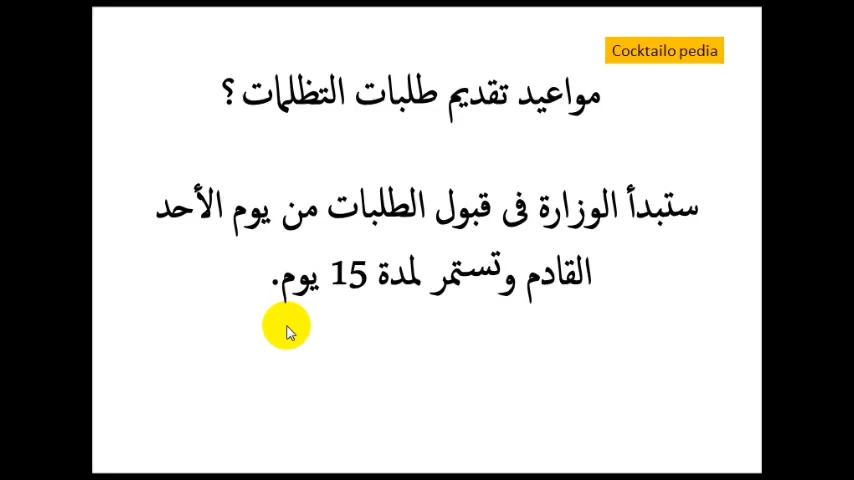 Cocktailo pedia
مواعيد تقديم طلبات التظلمات ؟
ستبدأ الوزارة فى قبول الطلبات من يوم الأحد
القادم وتستمر لمدة 15 يوم.